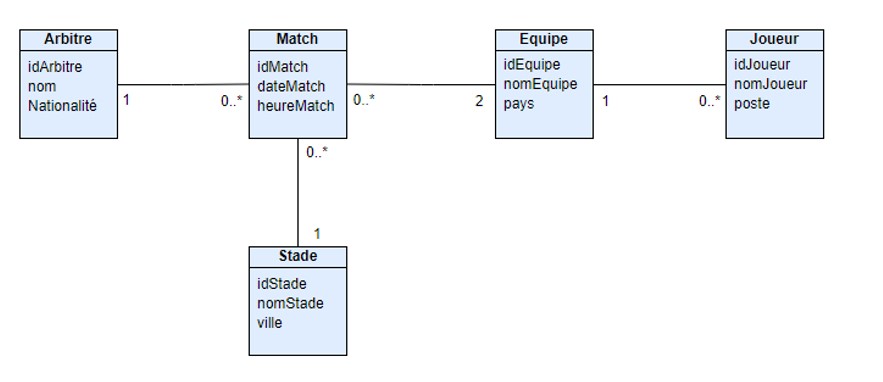 Arbitre
idArbitre
nom
Nationalité
1
0..*
Match
idMatch
dateMatch
heureMatch
0..*
2
Equipe
idEquipe
nomEquipe
pays
1
0..*
Joueur
idJoueur
nomJoueur
poste
0..*
1
Stade
idStade
nomStade
ville